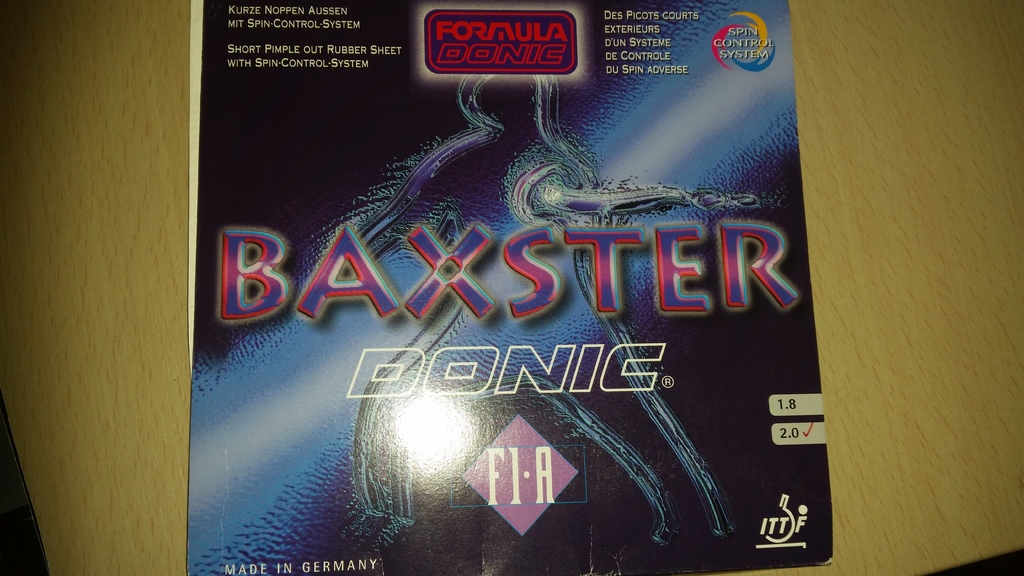 KURZE NOPPEN AUSSEN
MIT SPIN-CONTROL-SYSTEM
SHORT PIMPLE OUT RUBBER SHEET
WITH SPIN-CONTROL-SYSTEM
FORMULA
DONIC
DES PICOTS COURTS
EXTERIEURS
D'UN SYSTEME
DE CONTROLE
DU SPIN ADVERSE
SPIN
CONTROL
SYSTEM
BAXSTER
DONIC®
1.8
2.0
F1·A
ITTF
MADE IN GERMANY